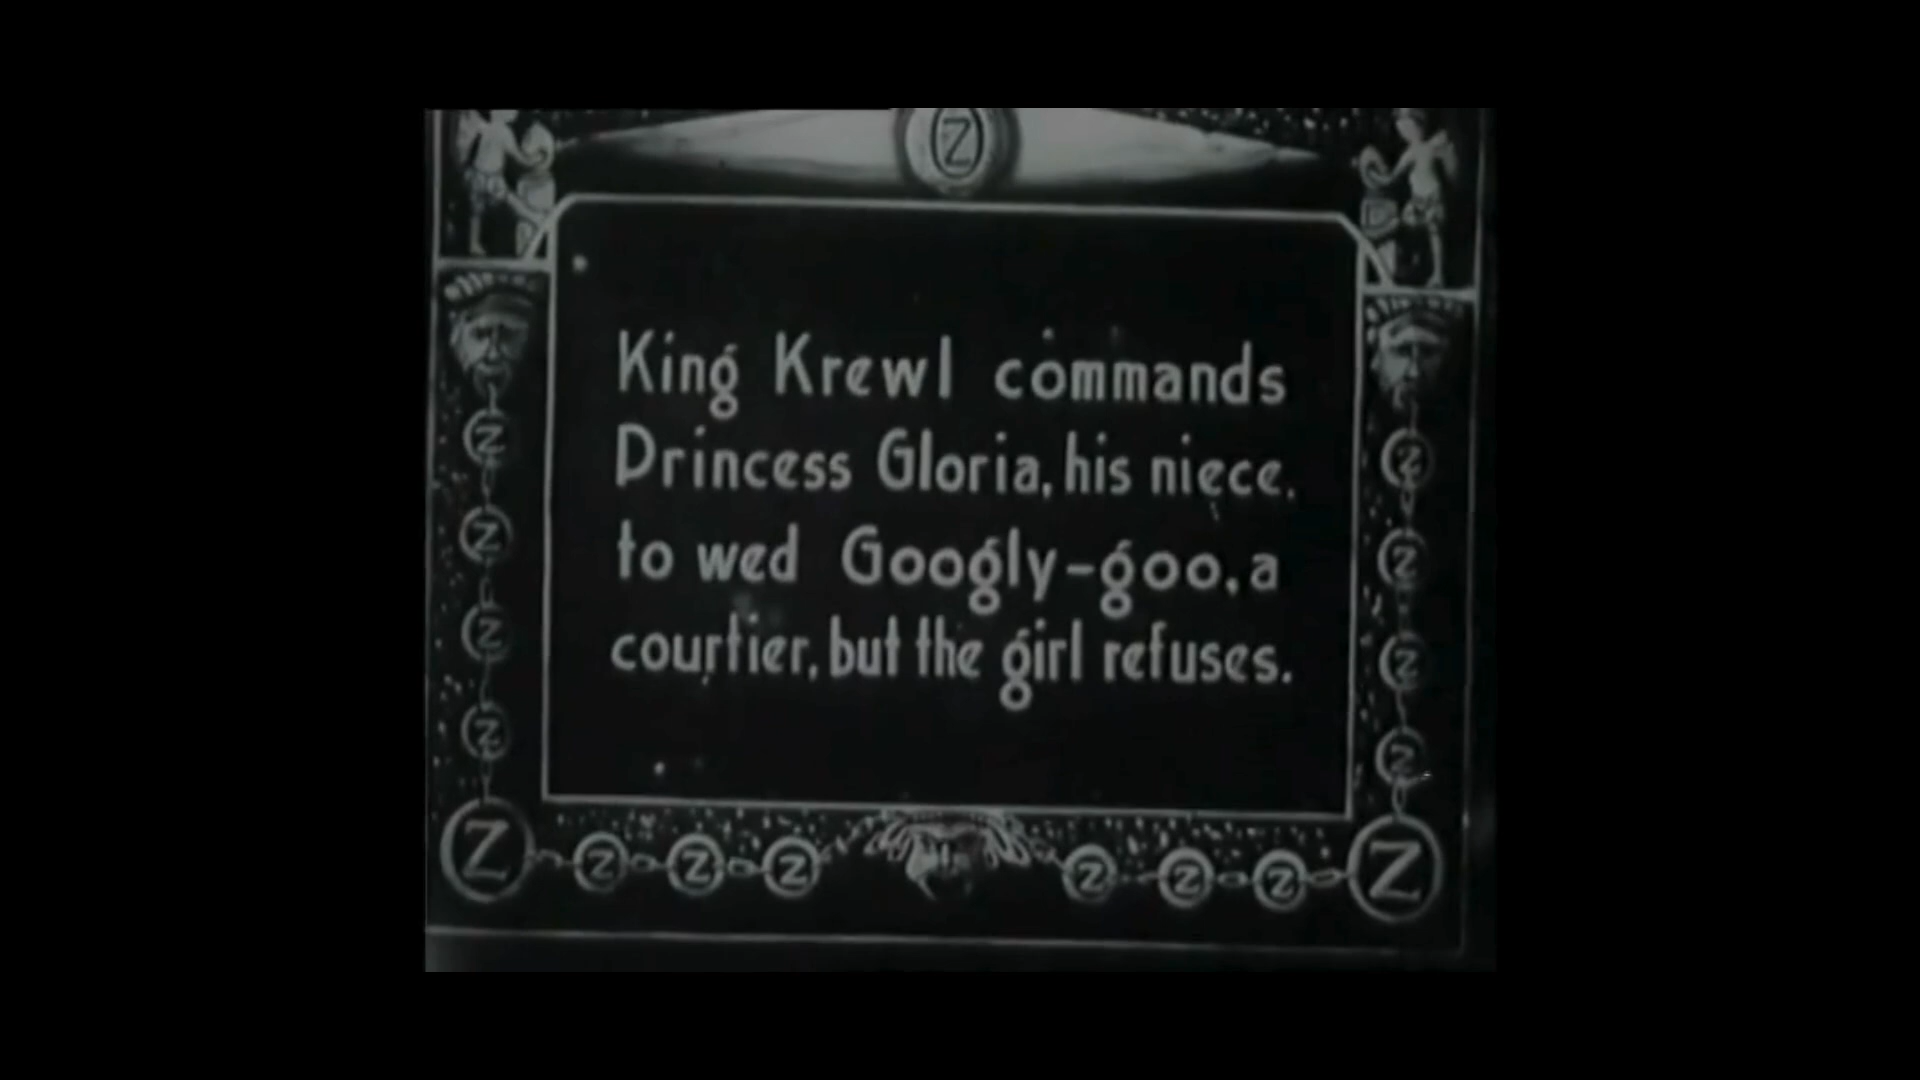 Z
King Krewl commands
Princess Gloria, his niece,
to wed Googly-goo, a
courtier, but the girl refuses.
Z Z
Z Z
Z Z
Z Z
Z Z Z Z Z Z Z Z